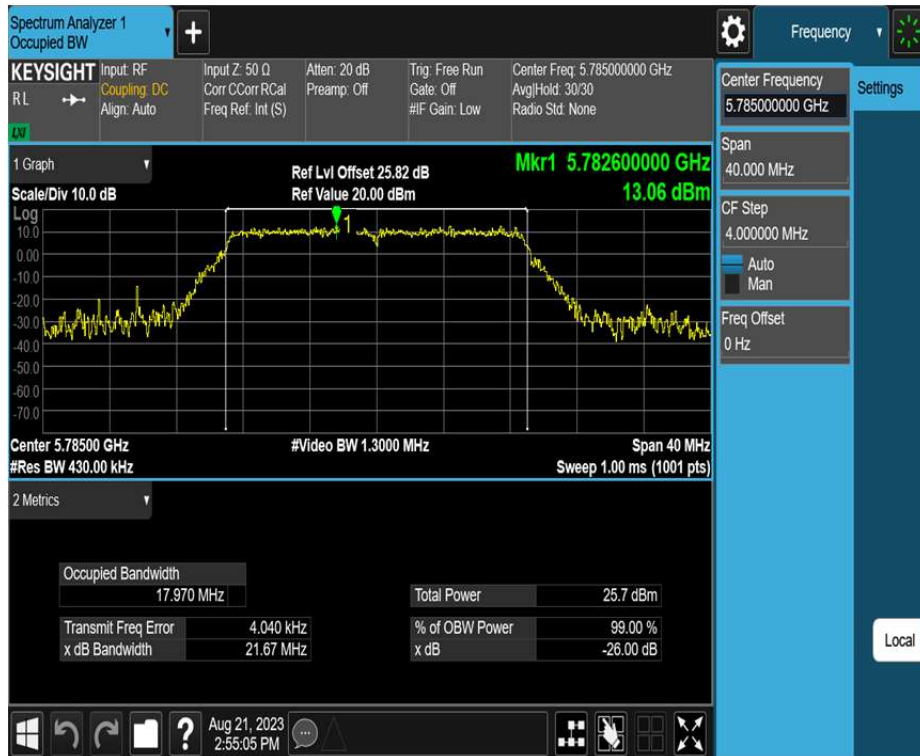 Spectrum Analyzer 1
Occupied BW
+
Frequency
KEYSIGHT
R L
LXI
Input: RF
Coupling: DC
Align: Auto
Input Z: 50 Ω
Corr CCorr RCal
Freq Ref: Int (S)
Atten: 20 dB
Preamp: Off
Trig: Free Run
Gate: Off
#IF Gain: Low
Center Freq: 5.785000000 GHz
Avg|Hold: 30/30
Radio Std: None
Center Frequency
5.785000000 GHz
Settings
Span
40.000 MHz
CF Step
4.000000 MHz
Auto
Man
Freq Offset
0 Hz
Local
1 Graph
Scale/Div 10.0 dB
Ref Lvl Offset 25.82 dB
Ref Value 20.00 dBm
Mkr1 5.782600000 GHz
13.06 dBm
Log
10.0
0.00
-10.0
-20.0
-30.0
-40.0
-50.0
-60.0
-70.0
1
Center 5.78500 GHz
#Video BW 1.3000 MHz
Span 40 MHz
#Res BW 430.00 kHz
Sweep 1.00 ms (1001 pts)
2 Metrics
Occupied Bandwidth
17.970 MHz
Total Power 25.7 dBm
Transmit Freq Error 4.040 kHz
% of OBW Power 99.00 %
x dB Bandwidth 21.67 MHz
x dB -26.00 dB
?
Aug 21, 2023
2:55:05 PM